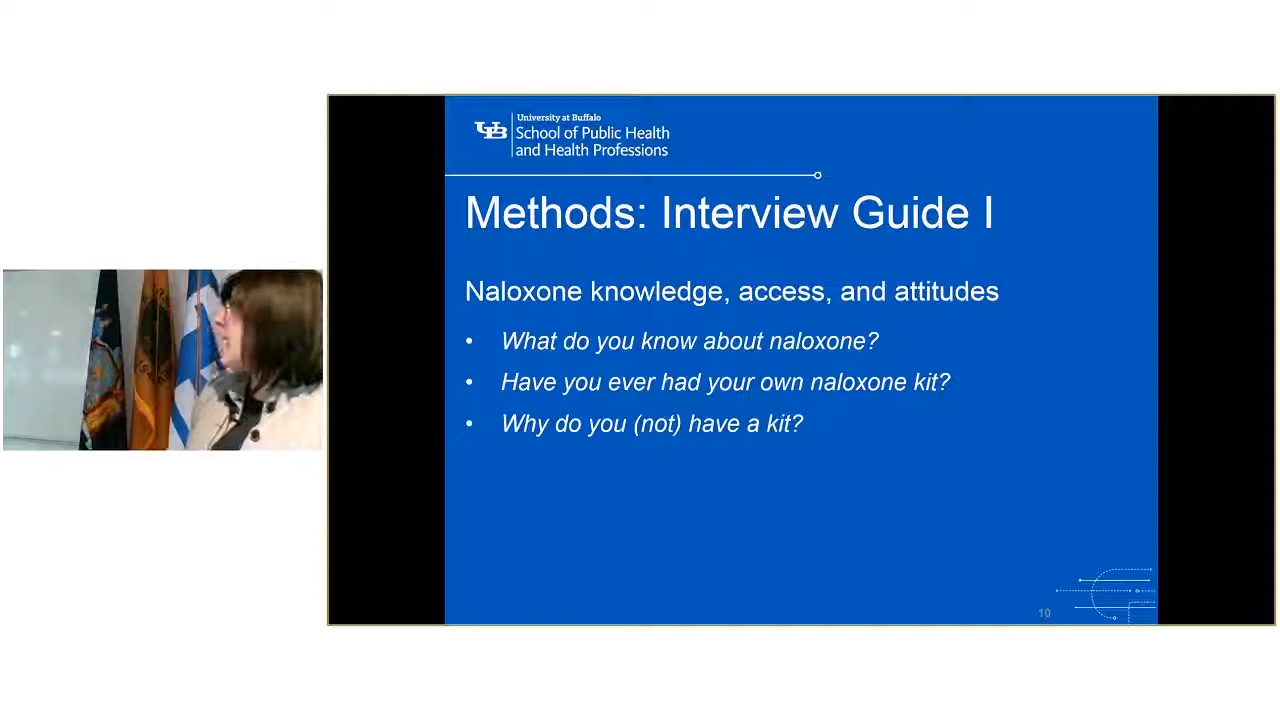 UB
University at Buffalo
School of Public Health
and Health Professions
Methods: Interview Guide I
Naloxone knowledge, access, and attitudes
• What do you know about naloxone?
• Have you ever had your own naloxone kit?
• Why do you (not) have a kit?
10